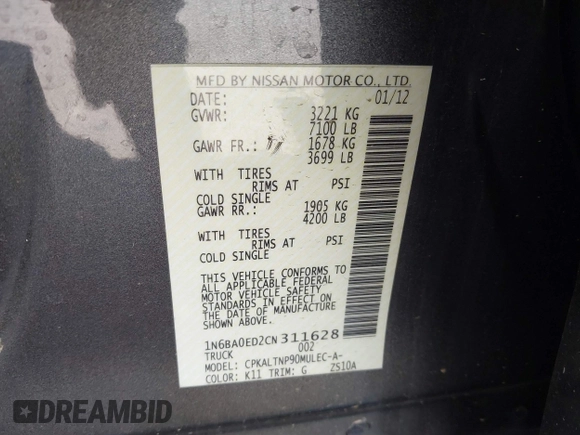 MFD BY NISSAN MOTOR CO., LTD.
DATE: 01/12
GVWR: 3221 KG
7100 LB
GAWR FR.: 1678 KG
3699 LB
WITH TIRES
RIMS AT PSI
COLD SINGLE
GAWR RR.: 1905 KG
4200 LB
WITH TIRES
RIMS AT PSI
COLD SINGLE
THIS VEHICLE CONFORMS TO
ALL APPLICABLE FEDERAL
MOTOR VEHICLE SAFETY
STANDARDS IN EFFECT ON
THE DATE OF MANUFACTURE
SHOWN ABOVE.
1N6BA0ED2CN311628
TRUCK 002
MODEL: CPKALTNP90MULEC-A-
COLOR: K11 TRIM: G ZS10A
DREAMBID